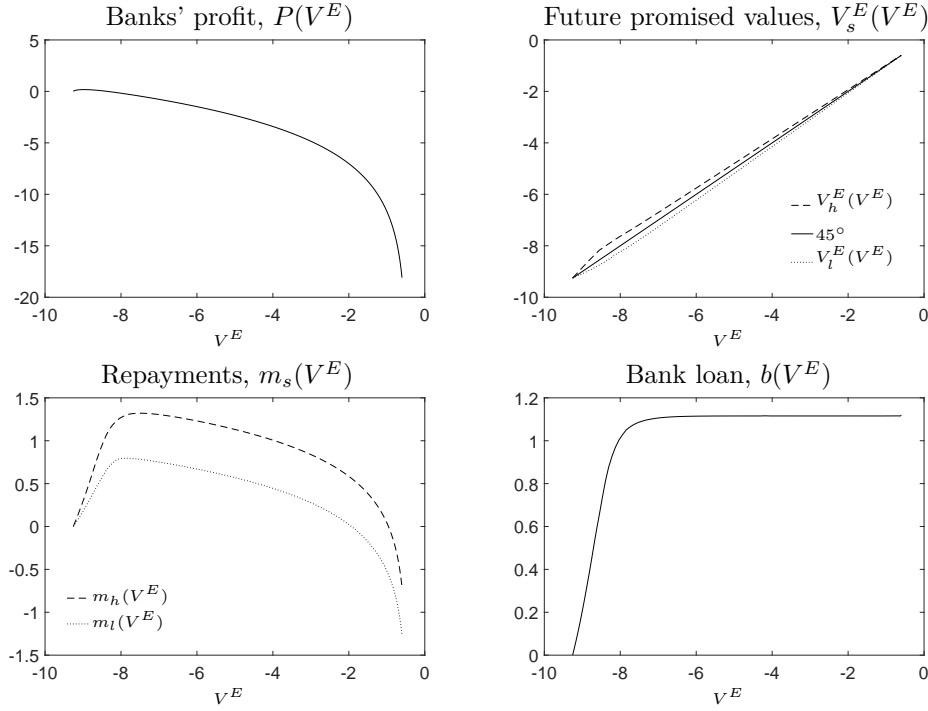 Banks' profit, P(V^E)
5
0
-5
-10
-15
-20
-10 -8 -6 -4 -2 0
V^E
Future promised values, V_s^E(V^E)
0
-2
-4
-6
-8
-10
V_h^E(V^E)
45°
V_l^E(V^E)
-10 -8 -6 -4 -2 0
V^E
Repayments, m_s(V^E)
1.5
1
0.5
0
-0.5
-1
-1.5
m_h(V^E)
m_l(V^E)
-10 -8 -6 -4 -2 0
V^E
Bank loan, b(V^E)
1.2
1
0.8
0.6
0.4
0.2
0
-10 -8 -6 -4 -2 0
V^E